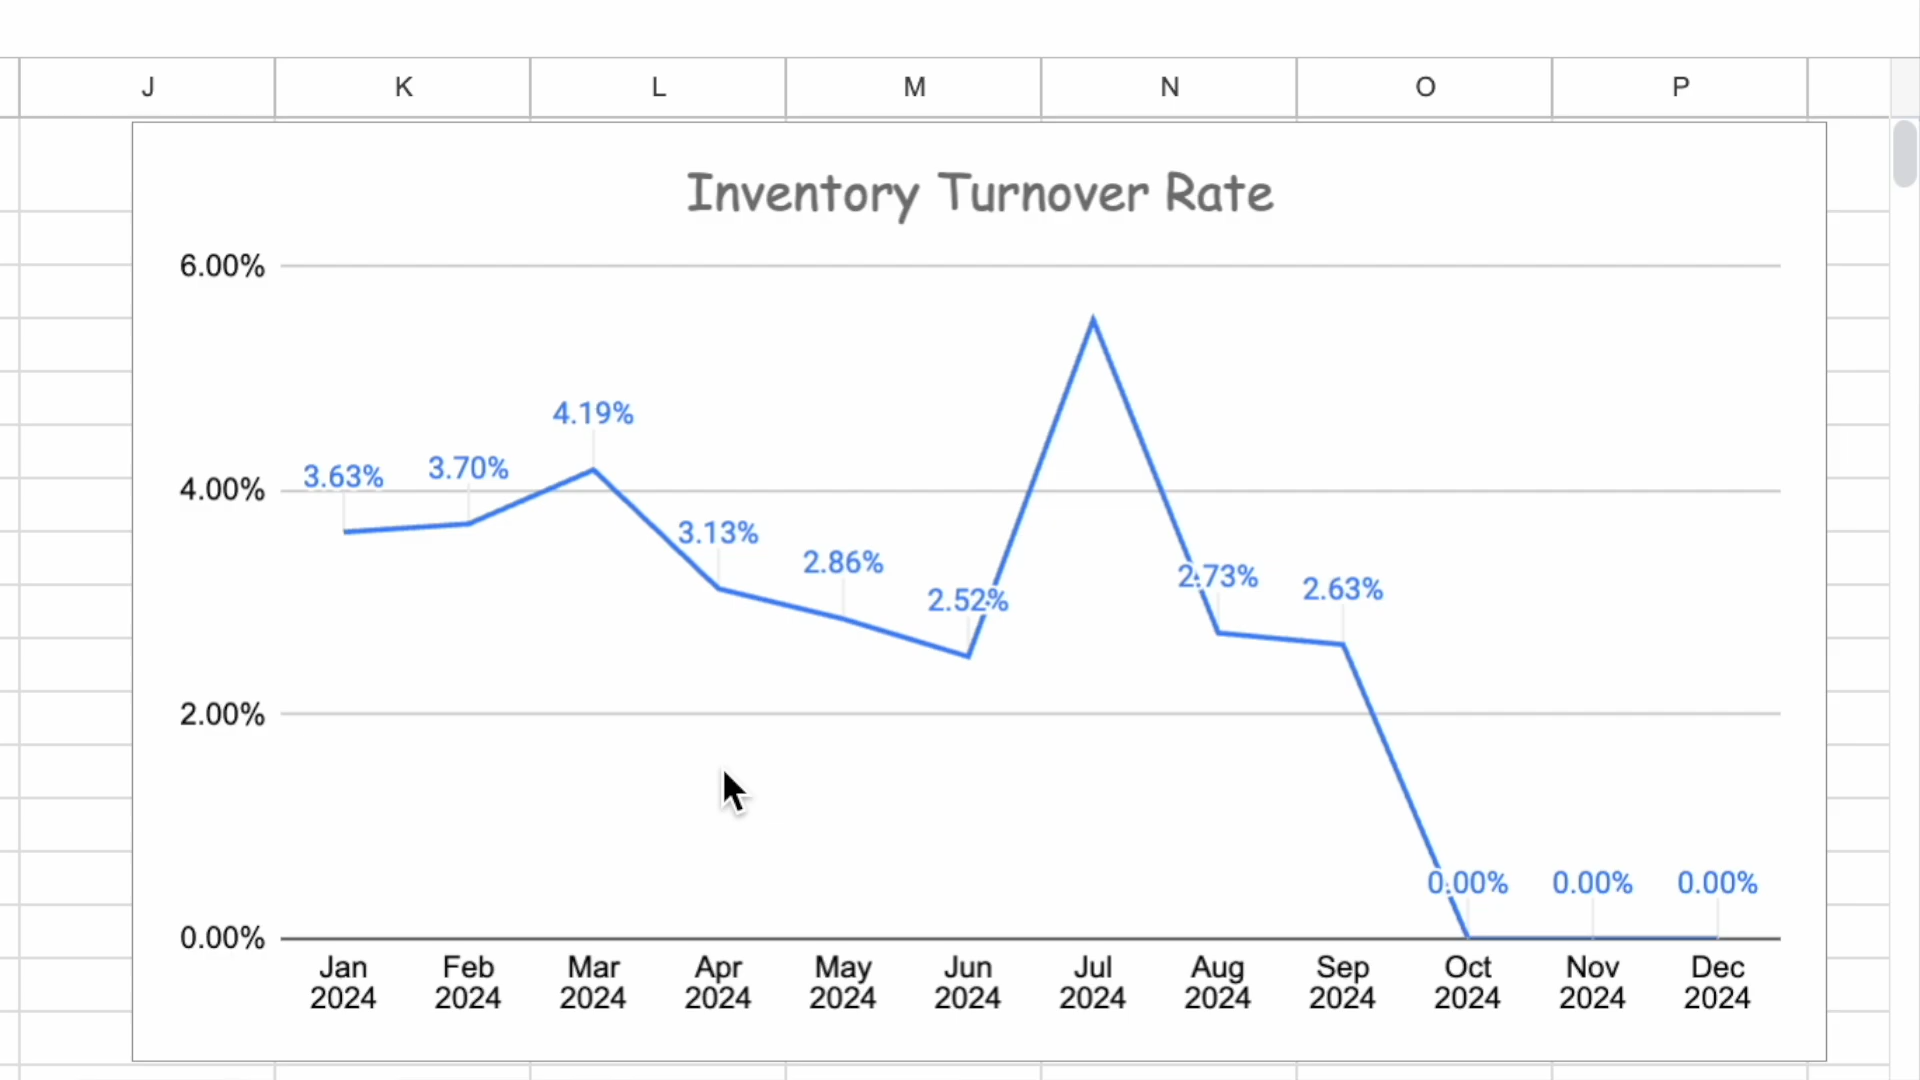 J K L M N O P
Inventory Turnover Rate
6.00%
4.19%
3.63% 3.70%
4.00%
3.13%
2.86%
2.52%
2.73%
2.63%
2.00%
0.00% 0.00% 0.00%
0.00%
Jan Feb Mar Apr May Jun Jul Aug Sep Oct Nov Dec
2024 2024 2024 2024 2024 2024 2024 2024 2024 2024 2024 2024